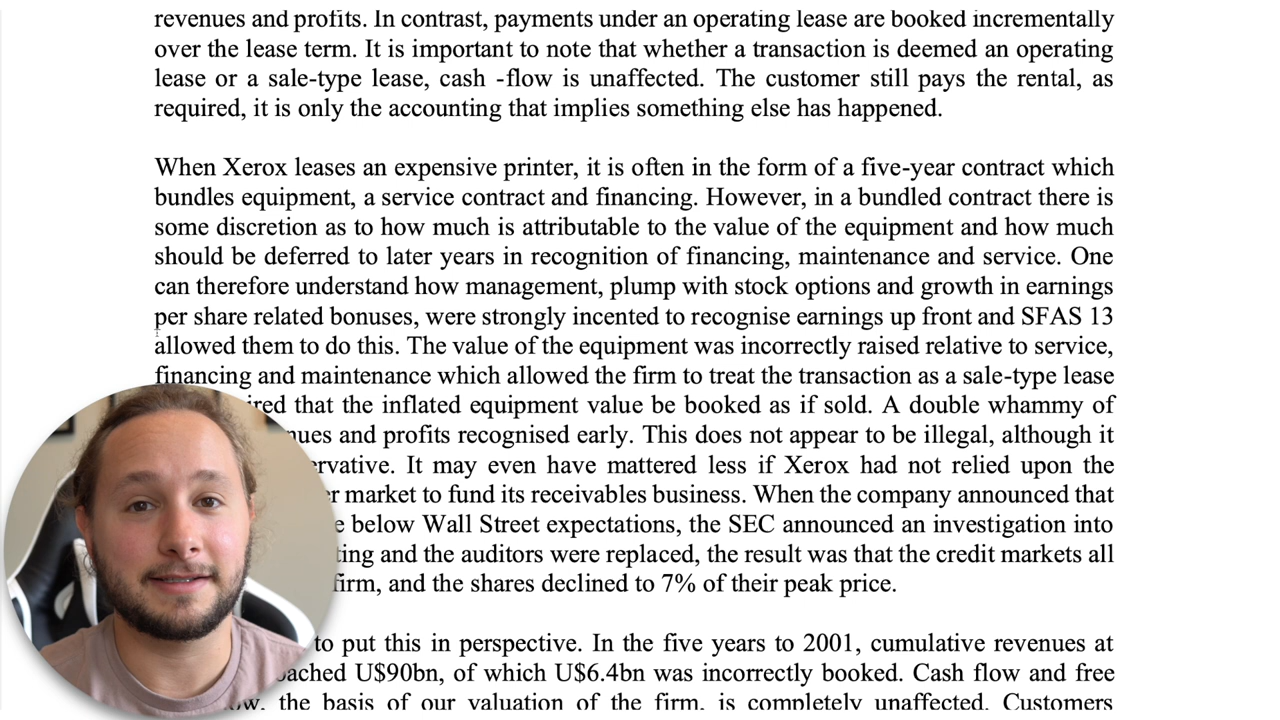 revenues and profits. In contrast, payments under an operating lease are booked incrementally
over the lease term. It is important to note that whether a transaction is deemed an operating
lease or a sale-type lease, cash -flow is unaffected. The customer still pays the rental, as
required, it is only the accounting that implies something else has happened.
When Xerox leases an expensive printer, it is often in the form of a five-year contract which
bundles equipment, a service contract and financing. However, in a bundled contract there is
some discretion as to how much is attributable to the value of the equipment and how much
should be deferred to later years in recognition of financing, maintenance and service. One
can therefore understand how management, plump with stock options and growth in earnings
per share related bonuses, were strongly incented to recognise earnings up front and SFAS 13
allowed them to do this. The value of the equipment was incorrectly raised relative to service,
financing and maintenance which allowed the firm to treat the transaction as a sale-type lease
that the inflated equipment value be booked as if sold. A double whammy of
and profits recognised early. This does not appear to be illegal, although it
It may even have mattered less if Xerox had not relied upon the
market to fund its receivables business. When the company announced that
below Wall Street expectations, the SEC announced an investigation into
and the auditors were replaced, the result was that the credit markets all
firm, and the shares declined to 7% of their peak price.
to put this in perspective. In the five years to 2001, cumulative revenues at
U$90bn, of which U$6.4bn was incorrectly booked. Cash flow and free
the basis of our valuation of the firm, is completely unaffected. Customers